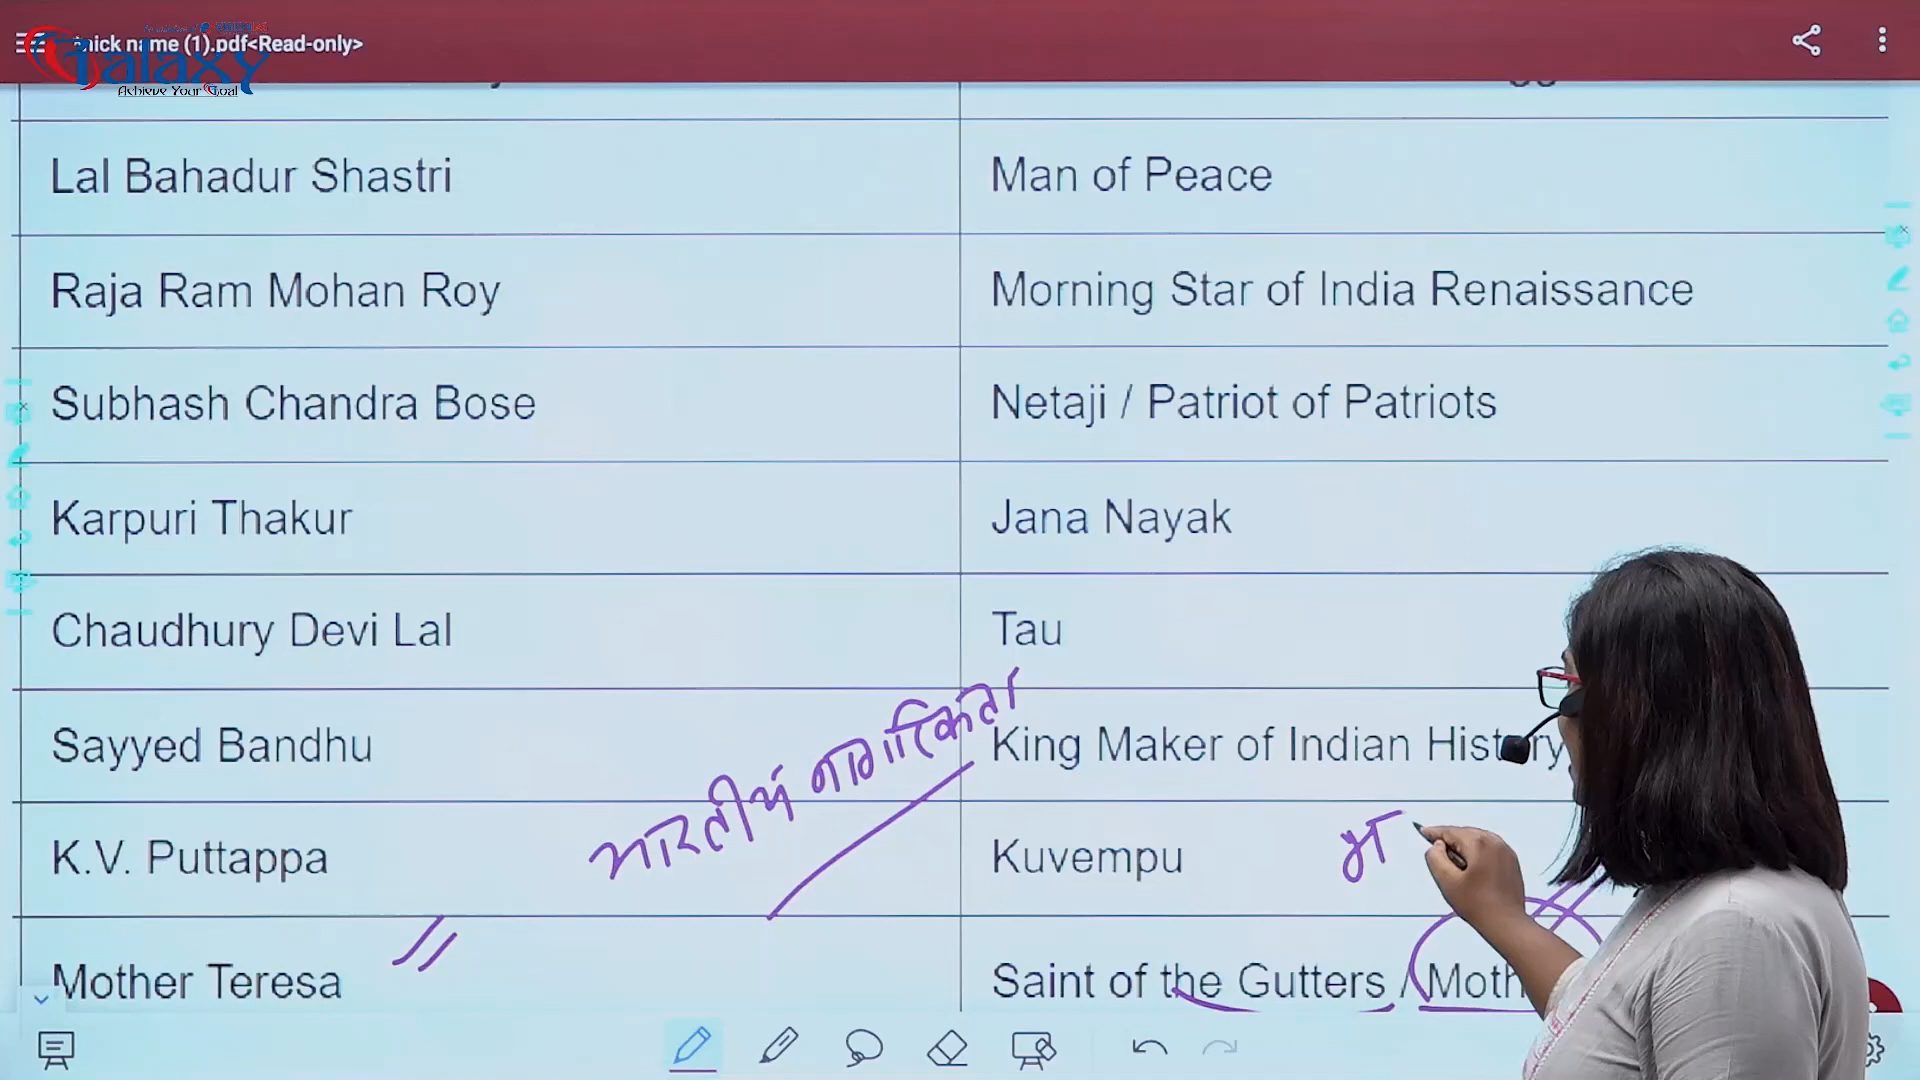 nick name (1).pdf<Read-only>
Galaxy
Achieve Your Goal
Lal Bahadur Shastri Man of Peace
Raja Ram Mohan Roy Morning Star of India Renaissance
Subhash Chandra Bose Netaji / Patriot of Patriots
Karpuri Thakur Jana Nayak
Chaudhury Devi Lal Tau
Sayyed Bandhu King Maker of Indian History
भारतीय नागरिकता
K.V. Puttappa Kuvempu
Mother Teresa Saint of the Gutters / Moth